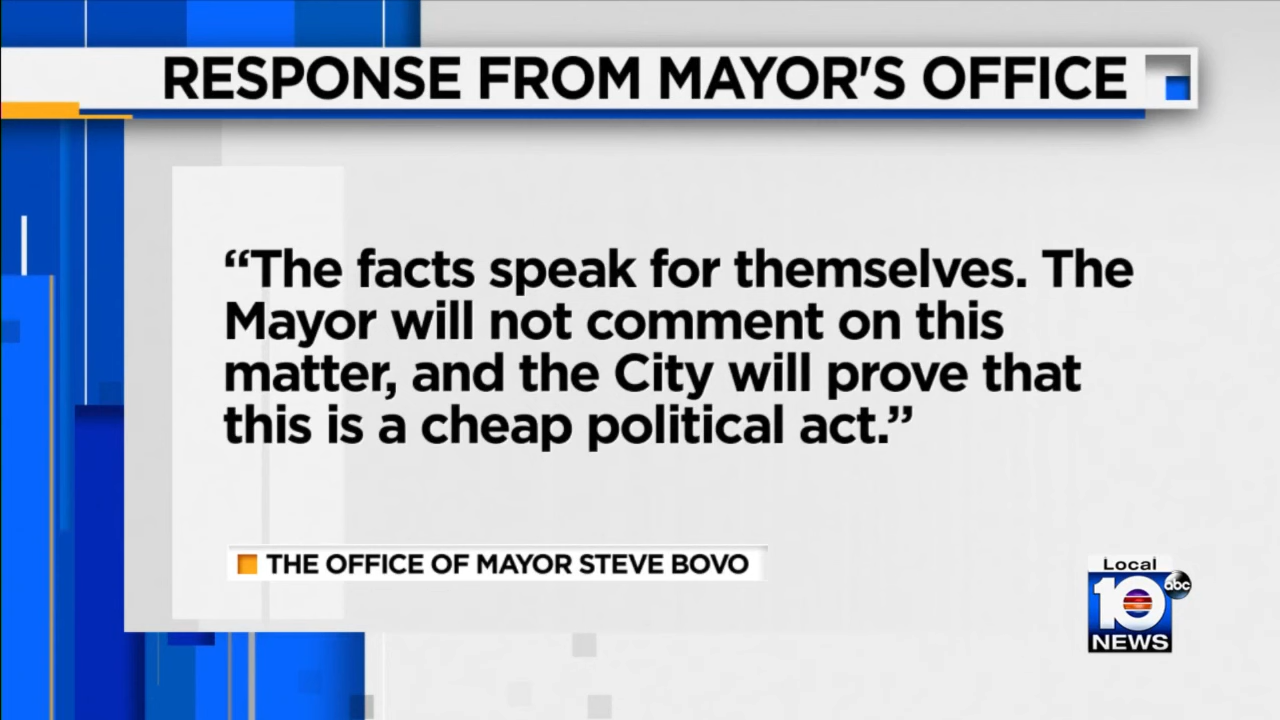 RESPONSE FROM MAYOR'S OFFICE
“The facts speak for themselves. The
Mayor will not comment on this
matter, and the City will prove that
this is a cheap political act.”
THE OFFICE OF MAYOR STEVE BOVO
Local
10 abc
NEWS